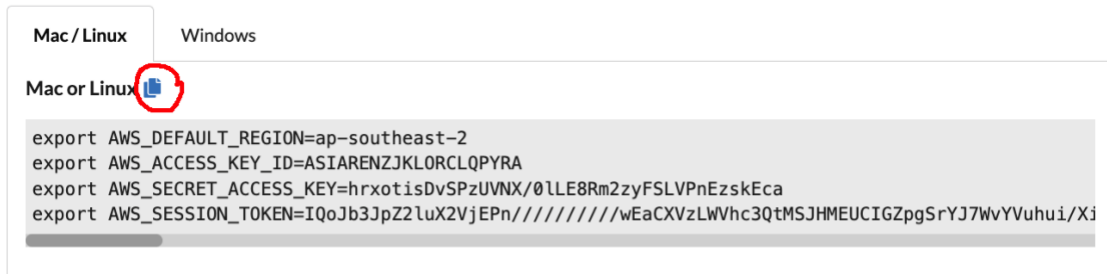 Mac / Linux
Windows
Mac or Linux
export AWS_DEFAULT_REGION=ap-southeast-2
export AWS_ACCESS_KEY_ID=ASIARENZJKLORCLQPYRA
export AWS_SECRET_ACCESS_KEY=hrxotisDvSPzUVNX/0lLE8Rm2zyFSLVPnEzskEca
export AWS_SESSION_TOKEN=IQoJb3JpZ2luX2VjEPn//////////wEaCXVzLWVhc3QtMSJHMEUCIGZpgSrYJ7WvYVuhui/Xi